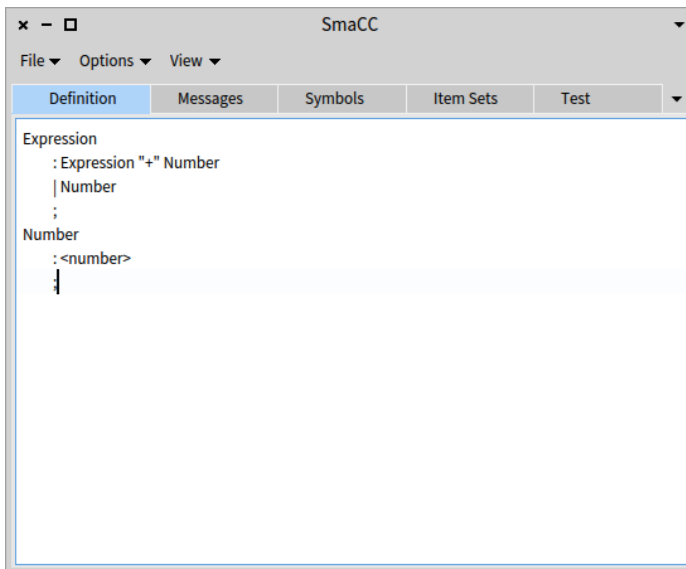 SmaCC
File Options View
Definition Messages Symbols Item Sets Test
Expression
: Expression "+" Number
| Number
;
Number
: <number>
;